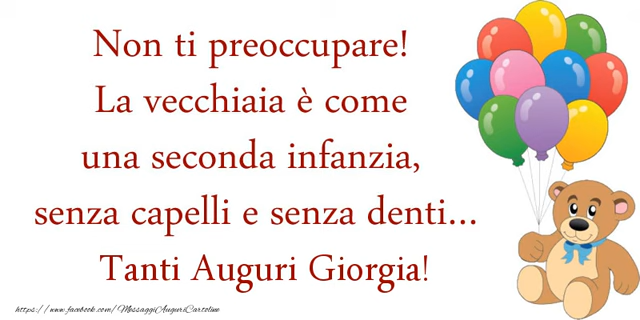 Non ti preoccupare!
La vecchiaia è come
una seconda infanzia,
senza capelli e senza denti...
Tanti Auguri Giorgia!
https://www.facebook.com/MessaggiAuguriCartoline